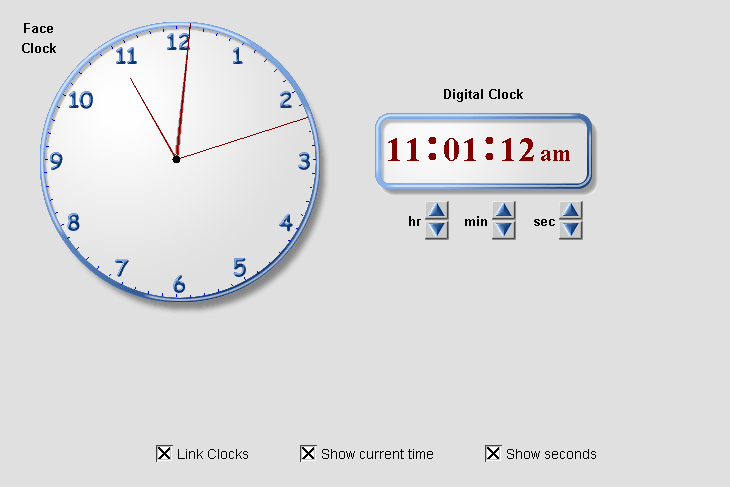 Face
Clock
12
1
2
3
4
5
6
7
8
9
10
11
Digital Clock
11:01:12 am
hr min sec
Link Clocks Show current time Show seconds